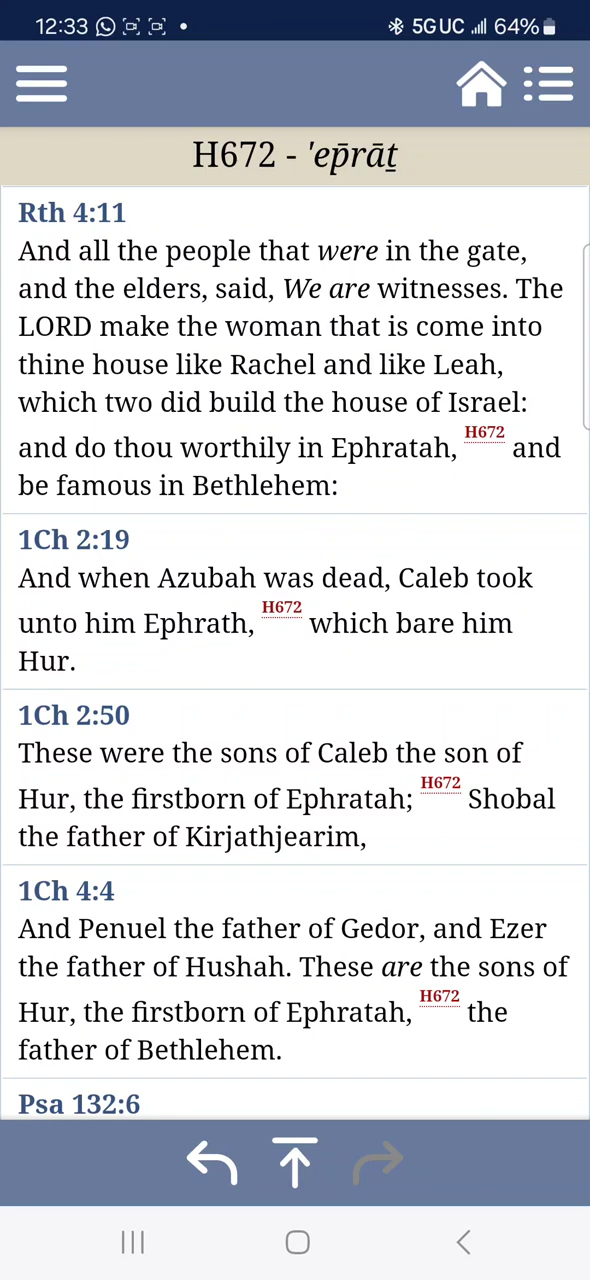 12:33 5GUC 64%
H672 - 'ep̄rāṯ
Rth 4:11
And all the people that were in the gate,
and the elders, said, We are witnesses. The
LORD make the woman that is come into
thine house like Rachel and like Leah,
which two did build the house of Israel:
and do thou worthily in Ephratah, H672 and
be famous in Bethlehem:
1Ch 2:19
And when Azubah was dead, Caleb took
unto him Ephrath, H672 which bare him
Hur.
1Ch 2:50
These were the sons of Caleb the son of
Hur, the firstborn of Ephratah; H672 Shobal
the father of Kirjathjearim,
1Ch 4:4
And Penuel the father of Gedor, and Ezer
the father of Hushah. These are the sons of
Hur, the firstborn of Ephratah, H672 the
father of Bethlehem.
Psa 132:6